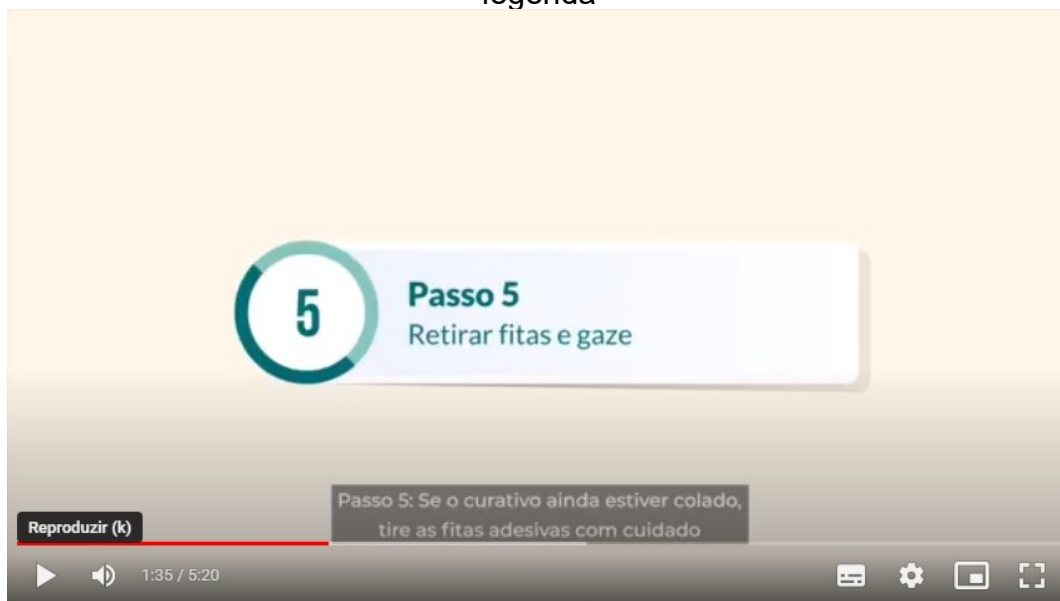 legenda
5
Passo 5
Retirar fitas e gaze
Passo 5: Se o curativo ainda estiver colado,
tire as fitas adesivas com cuidado
Reproduzir (k)
1:35 / 5:20